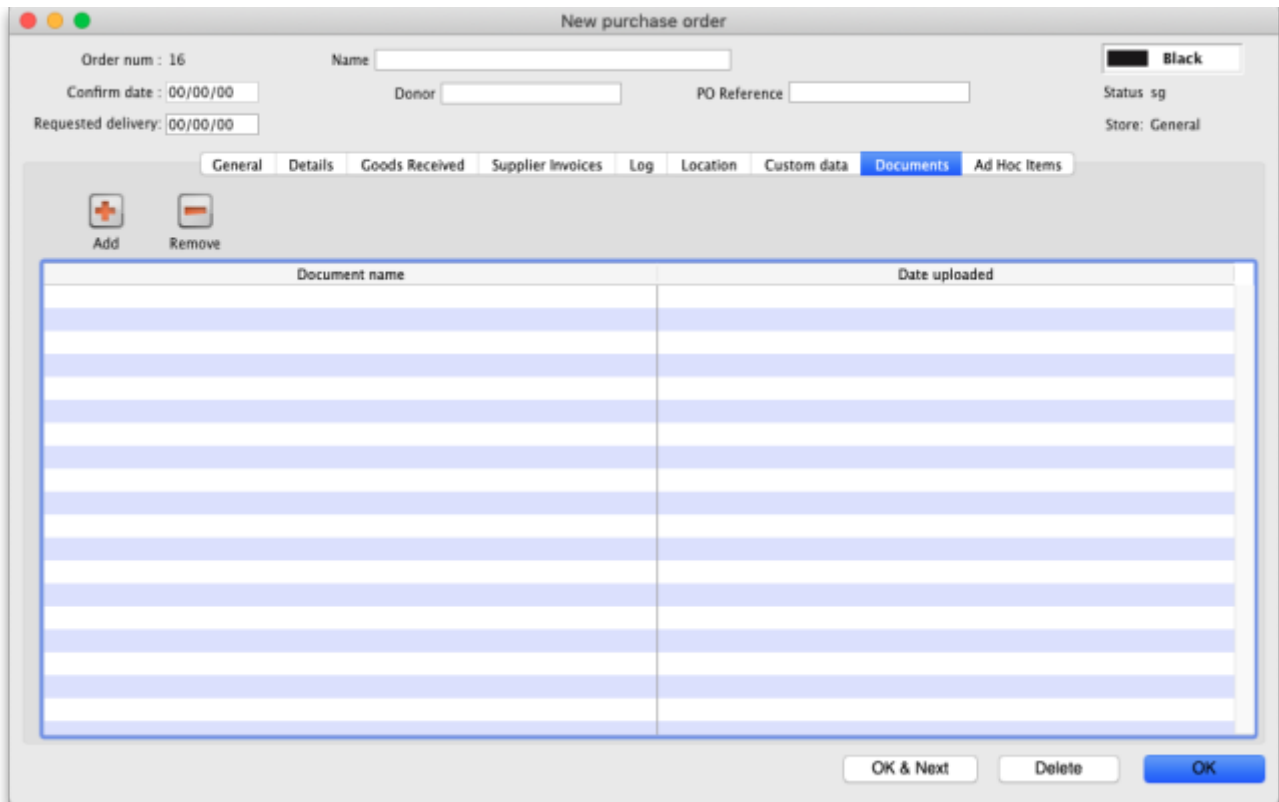 New purchase order
Order num : 16 Name Black
Confirm date : 00/00/00 Donor PO Reference Status sg
Requested delivery: 00/00/00 Store: General
General Details Goods Received Supplier Invoices Log Location Custom data Documents Ad Hoc Items
Add Remove
Document name Date uploaded
OK & Next Delete OK